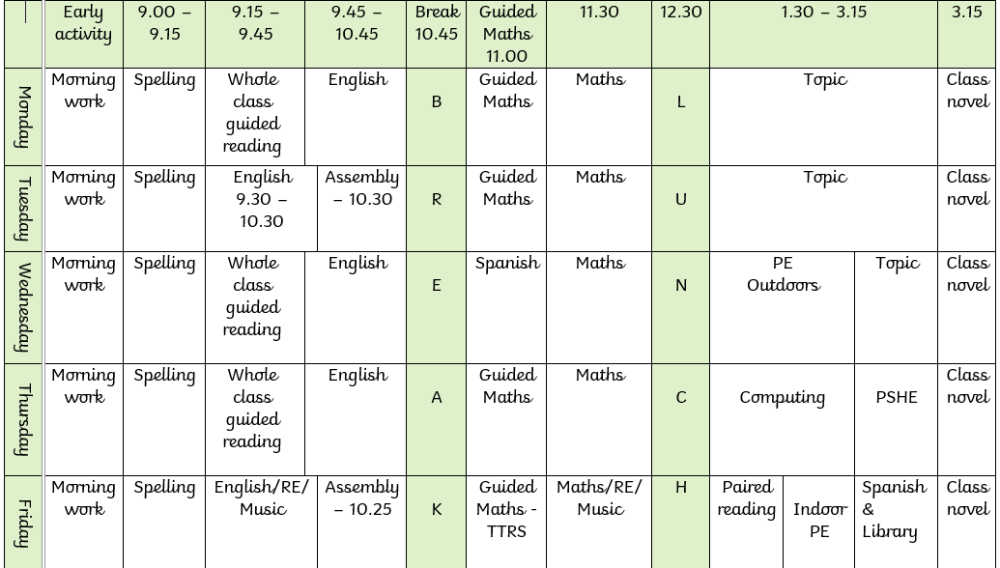 Early activity
9.00 – 9.15
9.15 – 9.45
9.45 – 10.45
Break 10.45
Guided Maths 11.00
11.30
12.30
1.30 – 3.15
3.15
Monday
Morning work
Spelling
Whole class guided reading
English
B
Guided Maths
Maths
L
Topic
Class novel
Tuesday
Morning work
Spelling
English 9.30 – 10.30
Assembly – 10.30
R
Guided Maths
Maths
U
Topic
Class novel
Wednesday
Morning work
Spelling
Whole class guided reading
English
E
Spanish
Maths
N
PE Outdoors
Topic
Class novel
Thursday
Morning work
Spelling
Whole class guided reading
English
A
Guided Maths
Maths
C
Computing
PSHE
Class novel
Friday
Morning work
Spelling
English/RE/ Music
Assembly – 10.25
K
Guided Maths - TTRS
Maths/RE/ Music
H
Paired reading
Indoor PE
Spanish & Library
Class novel